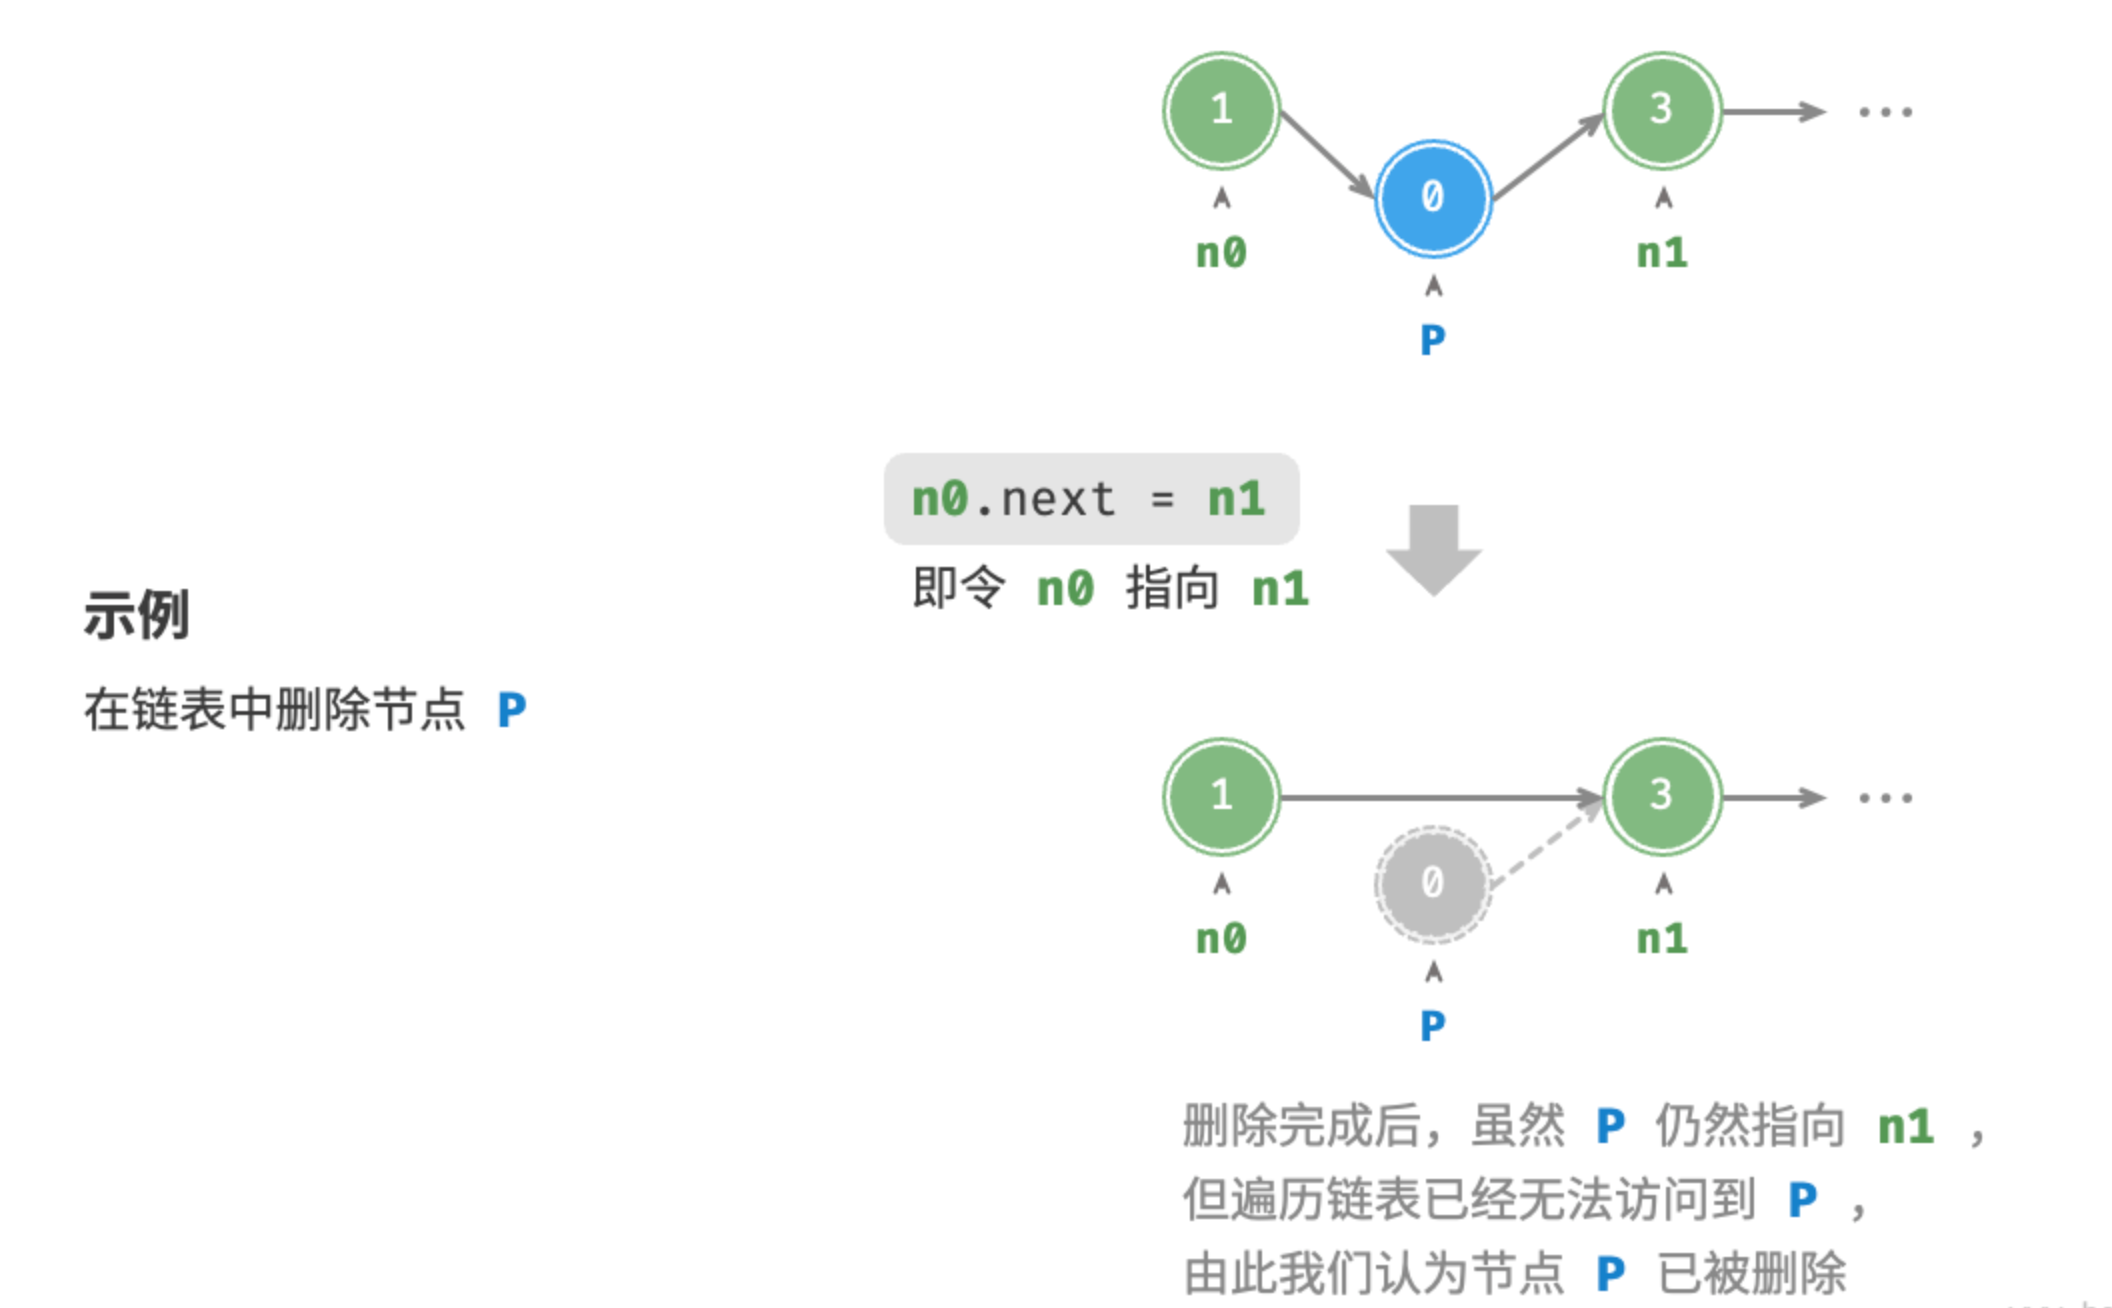 1
3
...
0
n0
n1
P
n0.next = n1
即令 n0 指向 n1
示例
在链表中删除节点 P
1
3
...
0
n0
n1
P
删除完成后，虽然 P 仍然指向 n1 ，
但遍历链表已经无法访问到 P ，
由此我们认为节点 P 已被删除